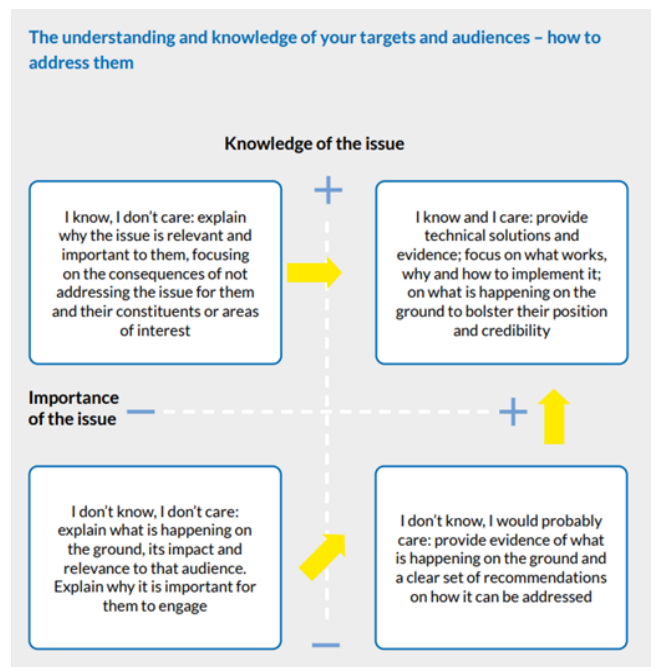 The understanding and knowledge of your targets and audiences – how to
address them
Knowledge of the issue
+
I know, I don't care: explain
why the issue is relevant and
important to them, focusing
on the consequences of not
addressing the issue for them
and their constituents or areas
of interest
I know and I care: provide
technical solutions and
evidence; focus on what works,
why and how to implement it;
on what is happening on the
ground to bolster their position
and credibility
Importance
of the issue
–
+
I don't know, I don't care:
explain what is happening on
the ground, its impact and
relevance to that audience.
Explain why it is important for
them to engage
I don't know, I would probably
care: provide evidence of what
is happening on the ground and
a clear set of recommendations
on how it can be addressed
–